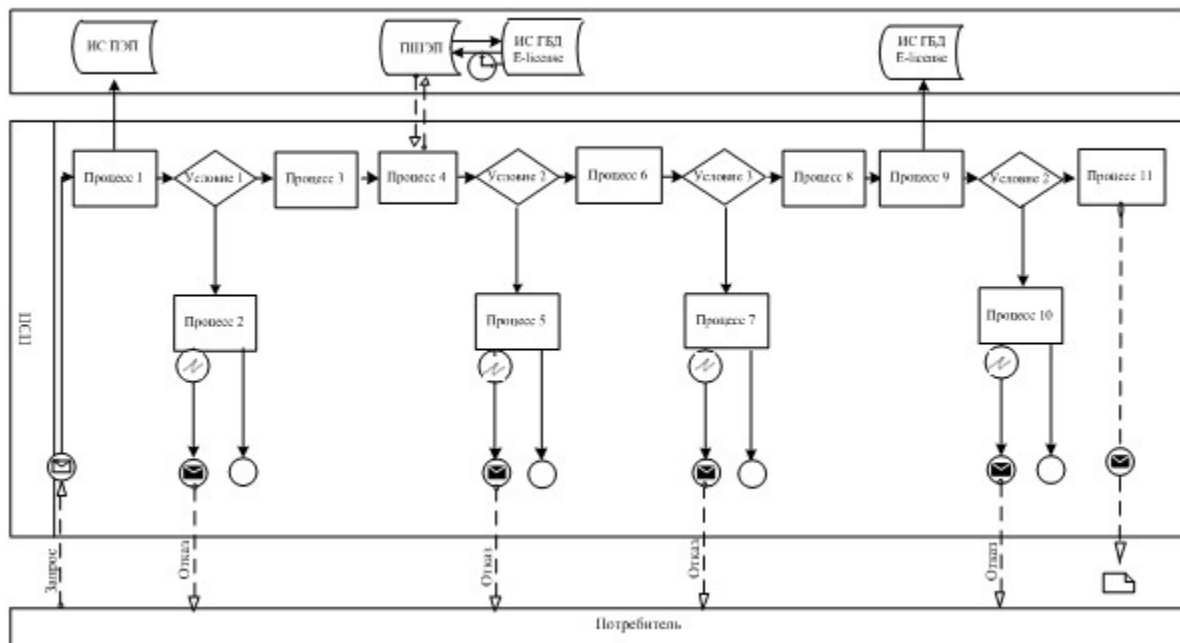 ИС ПЭП
ПШЭП
ИС ГБД
E-license
ИС ГБД
E-license
Процесс 1
Условие 1
Процесс 3
Процесс 4
Условие 2
Процесс 6
Условие 3
Процесс 8
Процесс 9
Условие 2
Процесс 11
ПЭП
Процесс 2
Процесс 5
Процесс 7
Процесс 10
Запрос
Отказ
Отказ
Отказ
Отказ
Потребитель